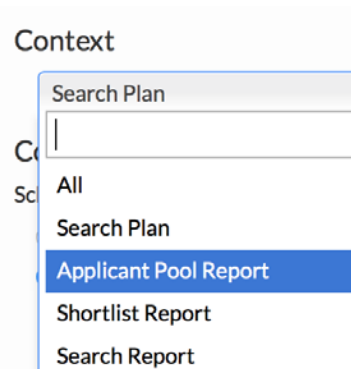 Context
Search Plan
All
Search Plan
Applicant Pool Report
Shortlist Report
Search Report